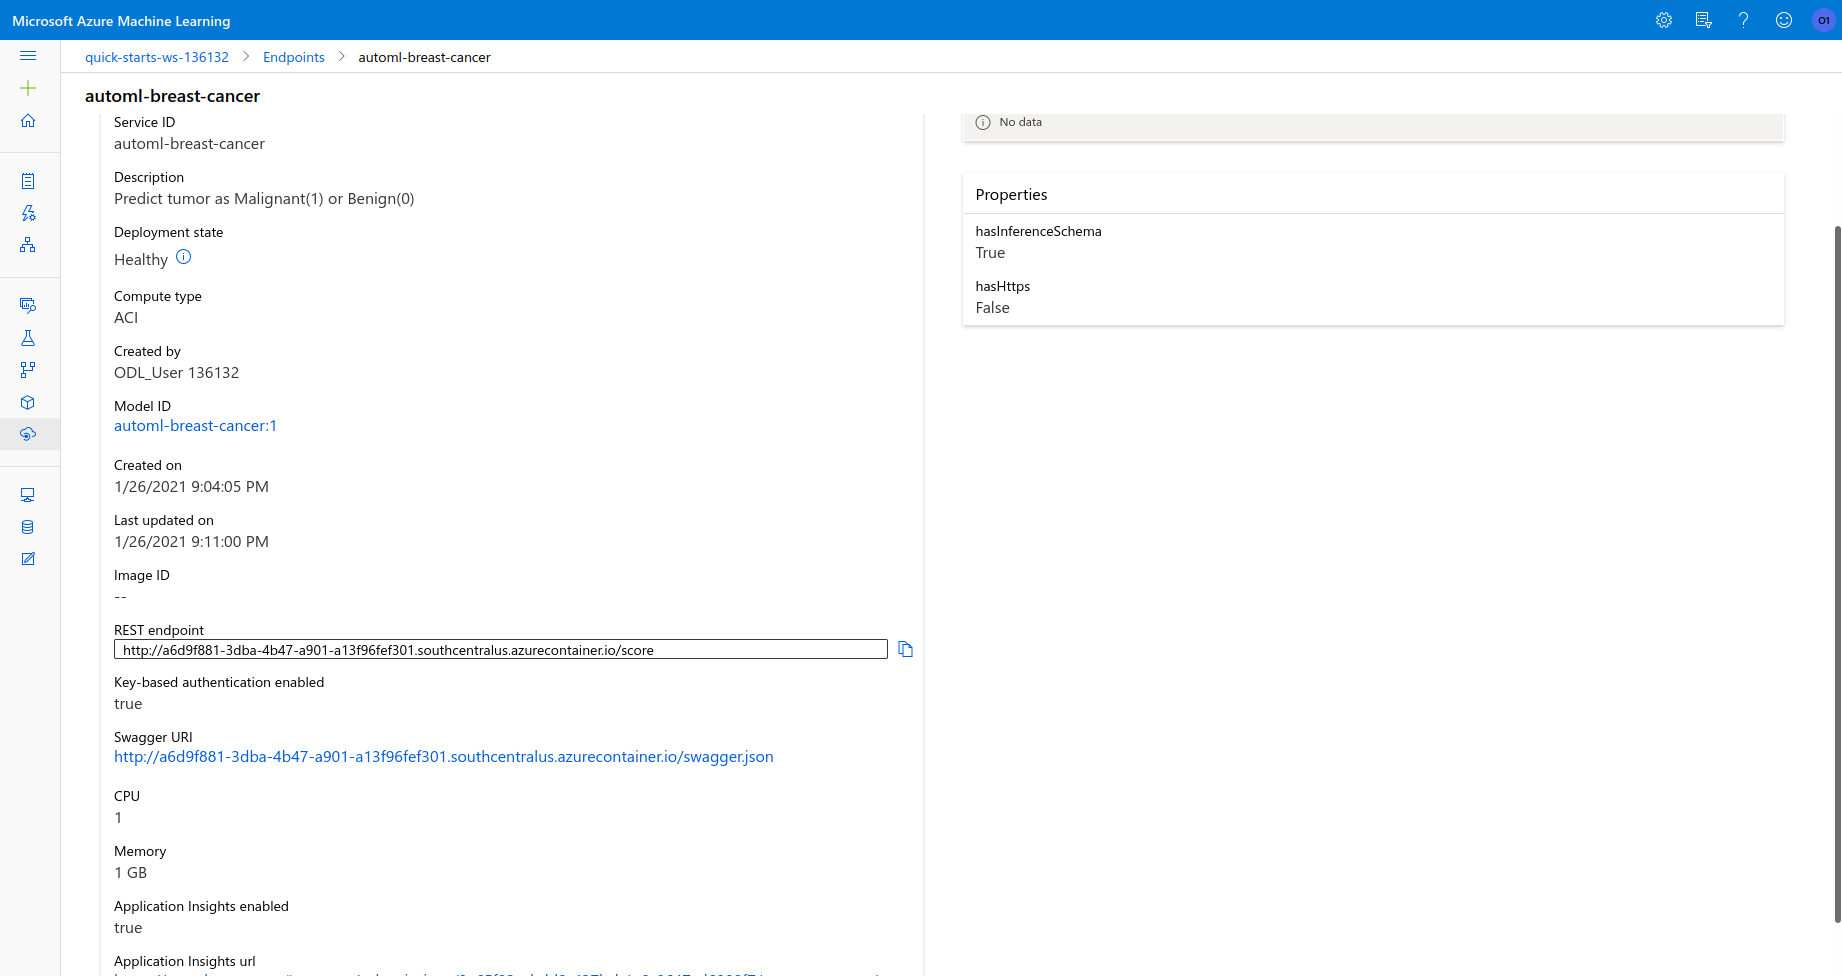 Microsoft Azure Machine Learning
O1
quick-starts-ws-136132 > Endpoints > automl-breast-cancer
automl-breast-cancer
Service ID
automl-breast-cancer
Description
Predict tumor as Malignant(1) or Benign(0)
Deployment state
Healthy
Compute type
ACI
Created by
ODL_User 136132
Model ID
automl-breast-cancer:1
Created on
1/26/2021 9:04:05 PM
Last updated on
1/26/2021 9:11:00 PM
Image ID
--
REST endpoint
http://a6d9f881-3dba-4b47-a901-a13f96fef301.southcentralus.azurecontainer.io/score
Key-based authentication enabled
true
Swagger URI
http://a6d9f881-3dba-4b47-a901-a13f96fef301.southcentralus.azurecontainer.io/swagger.json
CPU
1
Memory
1 GB
Application Insights enabled
true
Application Insights url
No data
Properties
hasInferenceSchema
True
hasHttps
False